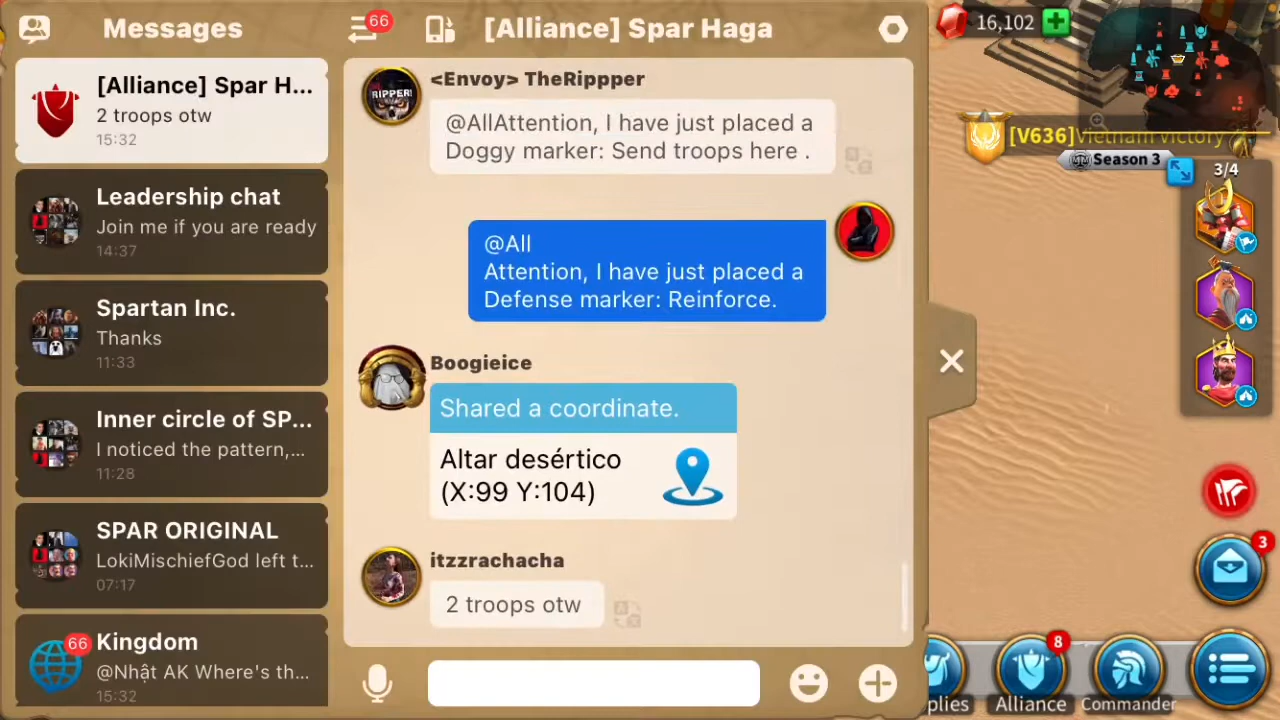 Messages
[Alliance] Spar H...
2 troops otw
15:32
Leadership chat
Join me if you are ready
14:37
Spartan Inc.
Thanks
11:33
Inner circle of SP...
I noticed the pattern,...
11:28
SPAR ORIGINAL
LokiMischiefGod left t...
07:17
66
Kingdom
@Nhật AK Where's th...
15:32
66
[Alliance] Spar Haga
<Envoy> TheRippper
RIPPER!
@AllAttention, I have just placed a
Doggy marker: Send troops here .
@All
Attention, I have just placed a
Defense marker: Reinforce.
Boogieice
Shared a coordinate.
Altar desértico
(X:99 Y:104)
itzzrachacha
2 troops otw
16,102
[V636]Vietnam Victory
Season 3
3/4
3
8
plies
Alliance
Commander